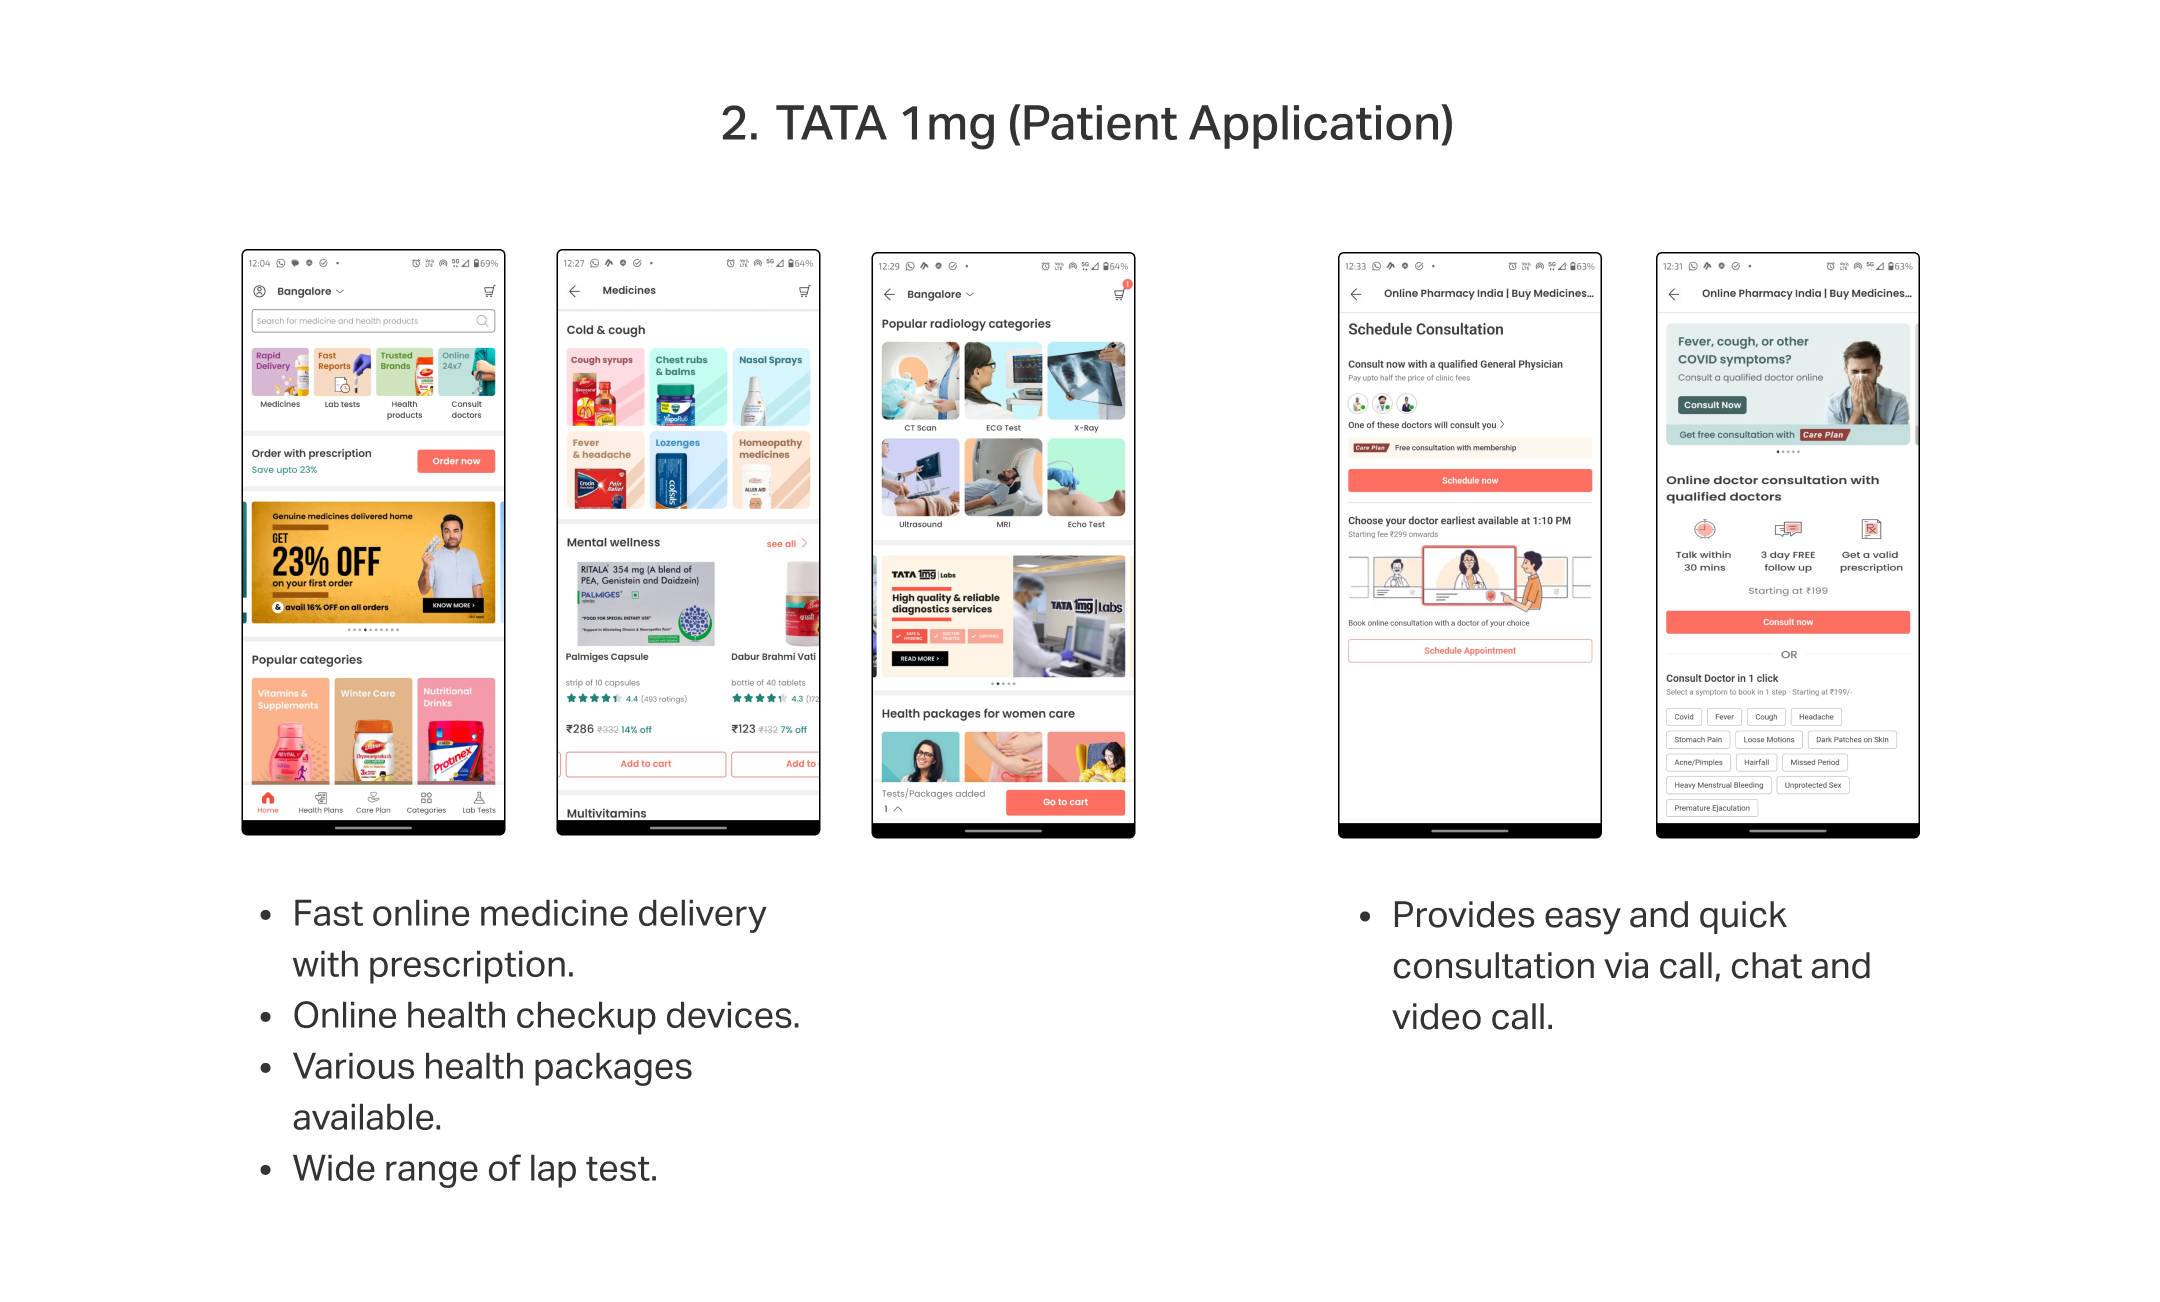 2. TATA 1mg (Patient Application)
12:04
69%
Bangalore
Search for medicine and health products
Rapid Delivery
Fast Reports
Trusted Brands
Online 24x7
Medicines
Lab tests
Health products
Consult doctors
Order with prescription
Save upto 23%
Order now
Genuine medicines delivered home
GET
23% OFF
on your first order
& avail 16% OFF on all orders
KNOW MORE >
Popular categories
Vitamins & Supplements
Winter Care
Nutritional Drinks
Protinex
Home
Health Plans
Care Plan
Categories
Lab Tests
12:27
64%
Medicines
Cold & cough
Cough syrups
Chest rubs & balms
Nasal Sprays
VapoRub
Fever & headache
Lozenges
Homeopathy medicines
Crocin
Pain Relief
cofsils
ALLER AID
Mental wellness
see all >
RITALA 354 mg (A blend of
PEA, Genistein and Daidzein)
PALMIGES
"FOOD FOR SPECIAL DIETARY USE"
Palmiges Capsule
Dabur Brahmi Vati
strip of 10 capsules
bottle of 40 tablets
4.4 (493 ratings)
4.3 (172
₹286 ₹332 14% off
₹123 ₹132 7% off
Add to cart
Add to
Multivitamins
12:29
64%
Bangalore
1
Popular radiology categories
CT Scan
ECG Test
X-Ray
Ultrasound
MRI
Echo Test
TATA 1mg Labs
High quality & reliable
diagnostics services
READ MORE >
TATA 1mg Labs
Health packages for women care
Tests/Packages added
1
Go to cart
12:33
63%
Online Pharmacy India | Buy Medicines...
Schedule Consultation
Consult now with a qualified General Physician
Pay upto half the price of clinic fees
One of these doctors will consult you >
Care Plan Free consultation with membership
Schedule now
Choose your doctor earliest available at 1:10 PM
Starting fee ₹299 onwards
Book online consultation with a doctor of your choice
Schedule Appointment
12:31
63%
Online Pharmacy India | Buy Medicines...
Fever, cough, or other
COVID symptoms?
Consult a qualified doctor online
Consult Now
Get free consultation with Care Plan
Online doctor consultation with
qualified doctors
Talk within 30 mins
3 day FREE follow up
Get a valid prescription
Starting at ₹199
Consult now
OR
Consult Doctor in 1 click
Select a symptom to book in 1 step · Starting at ₹199/-
Covid
Fever
Cough
Headache
Stomach Pain
Loose Motions
Dark Patches on Skin
Acne/Pimples
Hairfall
Missed Period
Heavy Menstrual Bleeding
Unprotected Sex
Premature Ejaculation
• Fast online medicine delivery
with prescription.
• Online health checkup devices.
• Various health packages
available.
• Wide range of lap test.
• Provides easy and quick
consultation via call, chat and
video call.